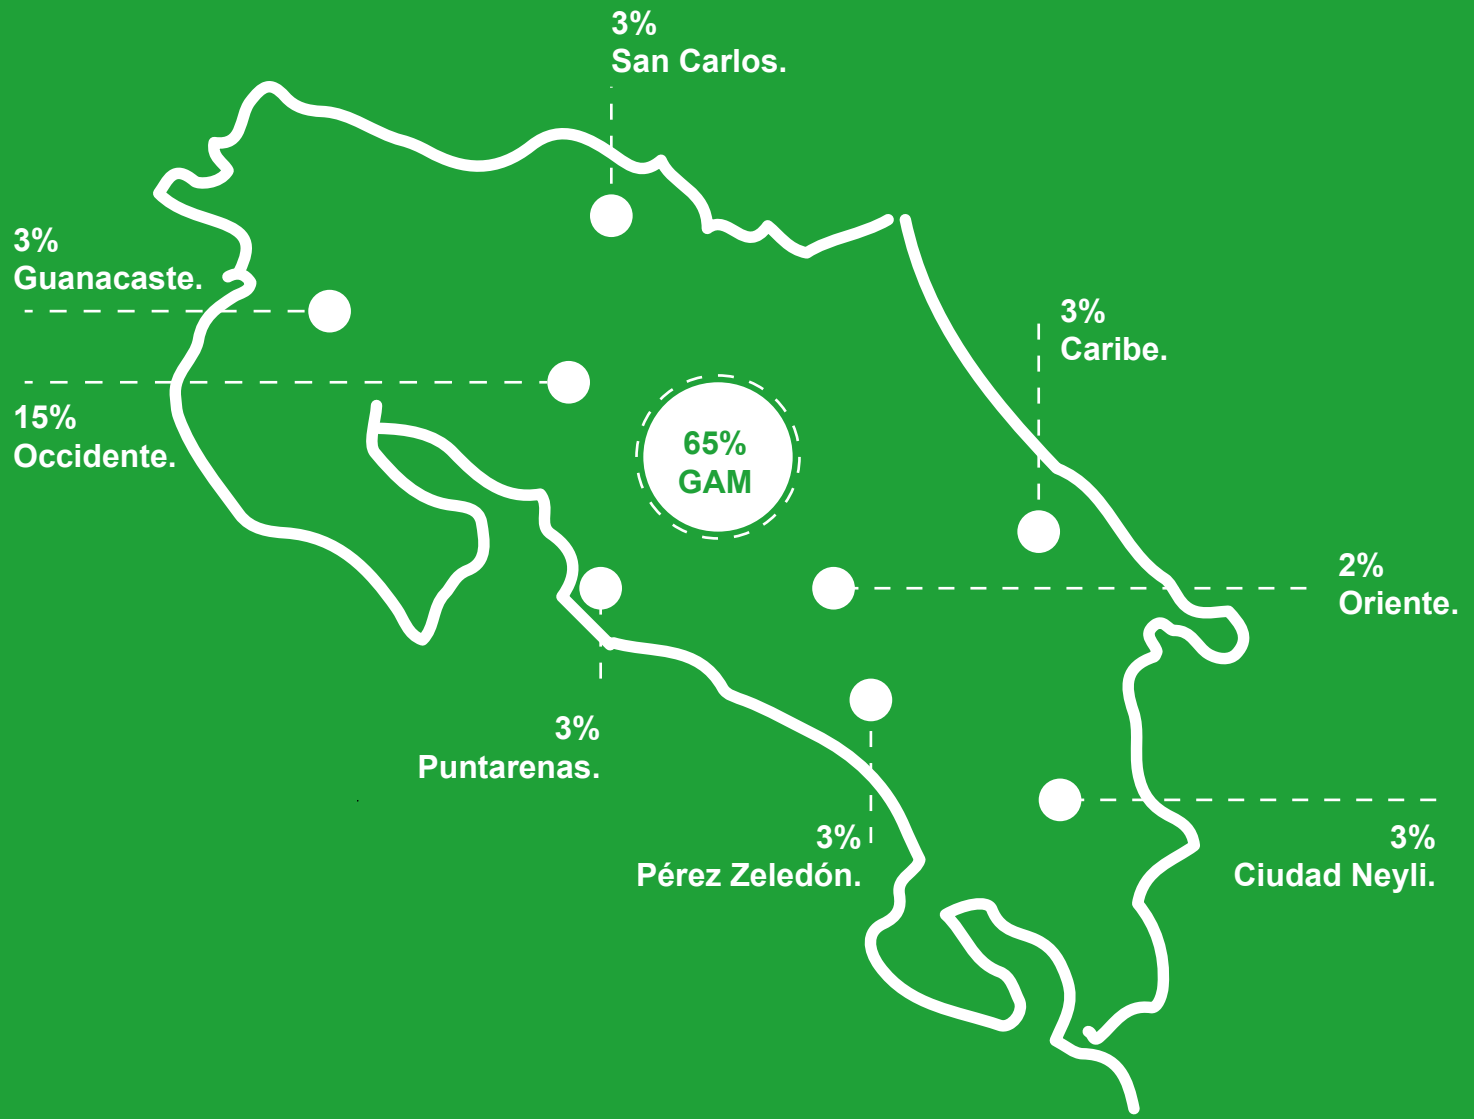 3%
San Carlos.
3%
Guanacaste.
15%
Occidente.
65%
GAM
3%
Caribe.
2%
Oriente.
3%
Puntarenas.
3%
Pérez Zeledón.
3%
Ciudad Neyli.